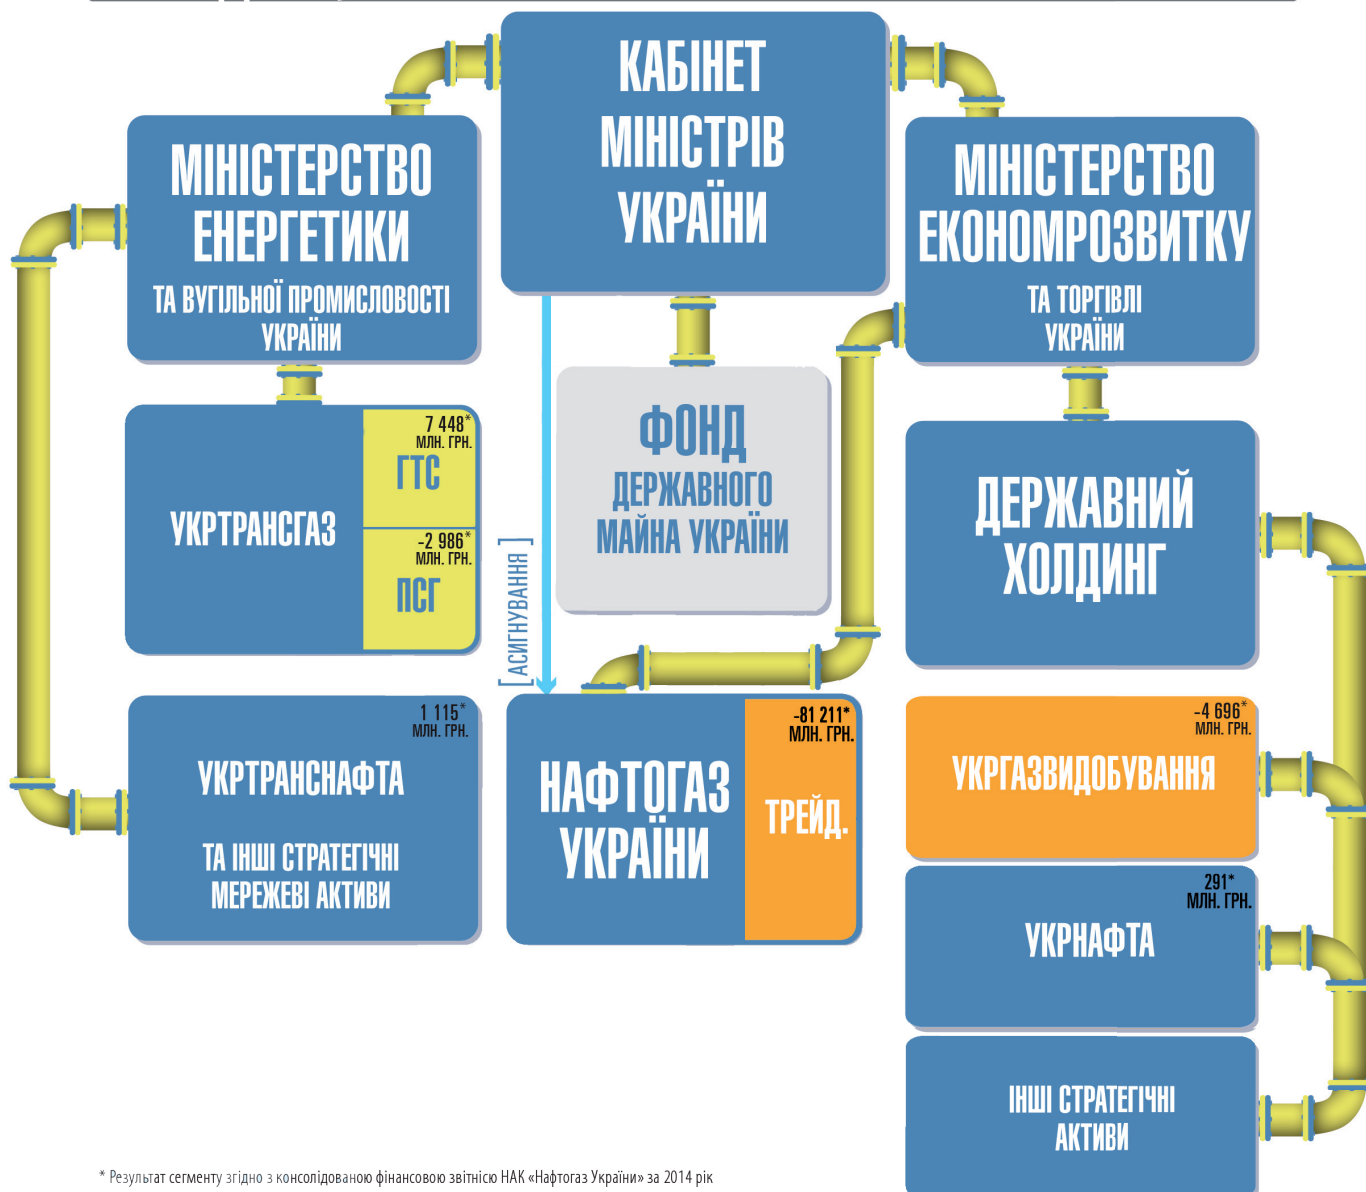 КАБІНЕТ
МІНІСТРІВ
УКРАЇНИ
МІНІСТЕРСТВО
ЕНЕРГЕТИКИ
ТА ВУГІЛЬНОЇ ПРОМИСЛОВОСТІ
УКРАЇНИ
МІНІСТЕРСТВО
ЕКОНОМРОЗВИТКУ
ТА ТОРГІВЛІ
УКРАЇНИ
УКРТРАНСГАЗ
7 448*
МЛН. ГРН.
ГТС
-2 986*
МЛН. ГРН.
ПСГ
[АСИГНУВАННЯ]
ФОНД
ДЕРЖАВНОГО
МАЙНА УКРАЇНИ
ДЕРЖАВНИЙ
ХОЛДИНГ
1 115*
МЛН. ГРН.
УКРТРАНСНАФТА
ТА ІНШІ СТРАТЕГІЧНІ
МЕРЕЖЕВІ АКТИВИ
НАФТОГАЗ
УКРАЇНИ
-81 211*
МЛН. ГРН.
ТРЕЙД.
-4 696*
МЛН. ГРН.
УКРГАЗВИДОБУВАННЯ
291*
МЛН. ГРН.
УКРНАФТА
ІНШІ СТРАТЕГІЧНІ
АКТИВИ
* Результат сегменту згідно з консолідованою фінансовою звітнісю НАК «Нафтогаз України» за 2014 рік